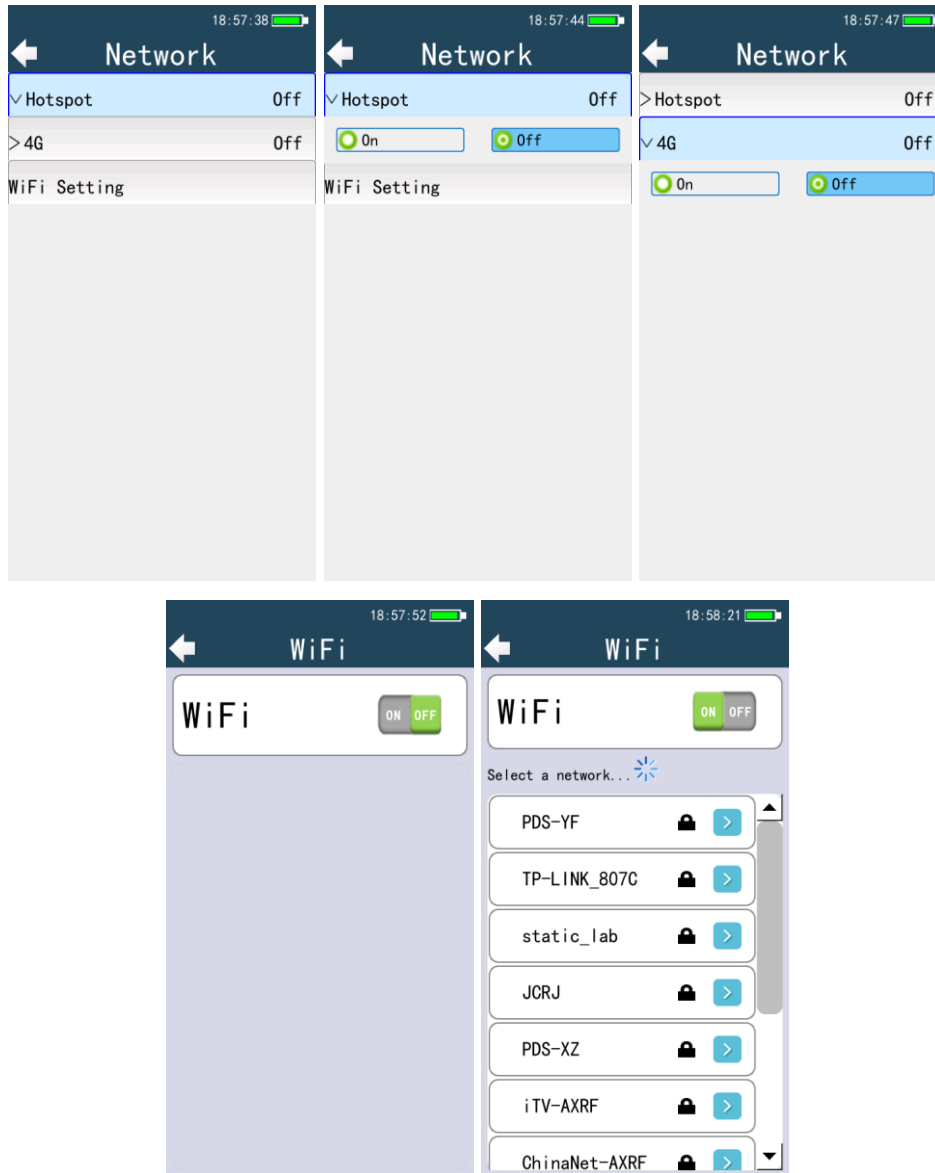 18:57:38
Network
Hotspot Off
4G Off
WiFi Setting
18:57:44
Network
Hotspot Off
On Off
WiFi Setting
18:57:47
Network
Hotspot Off
4G Off
On Off
18:57:52
WiFi
WiFi ON OFF
18:58:21
WiFi
WiFi ON OFF
Select a network...
PDS-YF
TP-LINK_807C
static_lab
JCRJ
PDS-XZ
iTV-AXRF
ChinaNet-AXRF